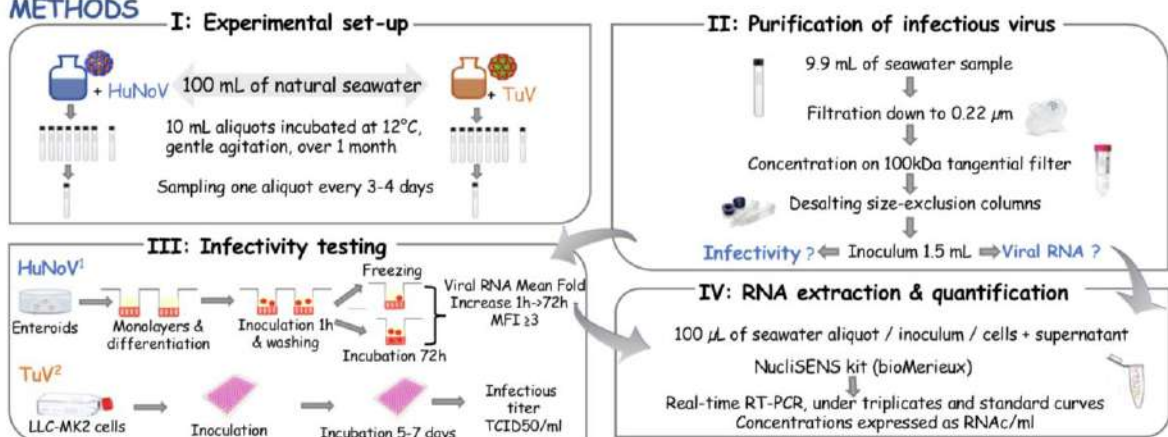 METHODS
I: Experimental set-up
+ HuNoV
100 mL of natural seawater
+ TuV
10 mL aliquots incubated at 12°C,
gentle agitation, over 1 month
Sampling one aliquot every 3-4 days
II: Purification of infectious virus
9.9 mL of seawater sample
Filtration down to 0.22 µm
Concentration on 100kDa tangential filter
Desalting size-exclusion columns
Infectivity ? Inoculum 1.5 mL Viral RNA ?
III: Infectivity testing
HuNoV¹
Enteroids
Monolayers &
differentiation
Inoculation 1h
& washing
Freezing
Incubation 72h
Viral RNA Mean Fold
Increase 1h->72h
MFI ≥3
TuV²
LLC-MK2 cells
Inoculation
Incubation 5-7 days
Infectious
titer
TCID50/ml
IV: RNA extraction & quantification
100 µL of seawater aliquot / inoculum / cells + supernatant
NucliSENS kit (bioMerieux)
Real-time RT-PCR, under triplicates and standard curves
Concentrations expressed as RNAc/ml